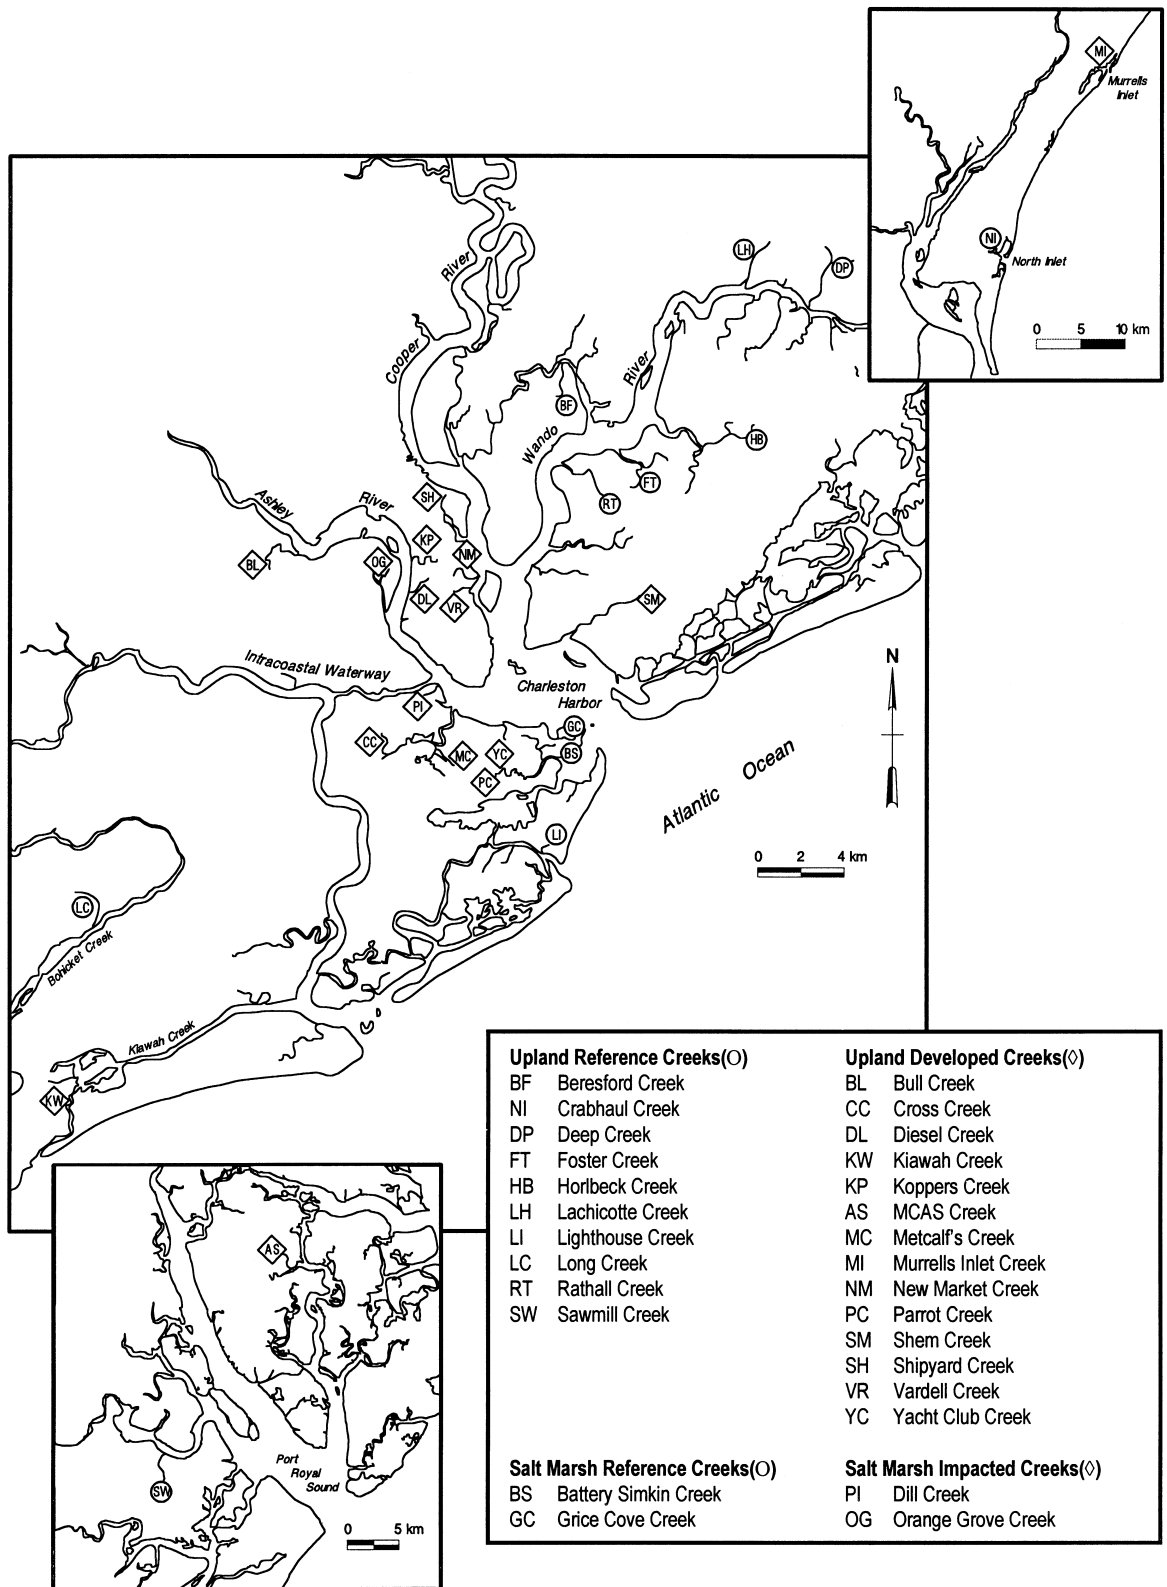 MI
Murrells
Inlet
NI
North Inlet
0 5 10 km
LH
DP
River
Cooper
River
BF
Wando
HB
FT
RT
SH
Ashley
River
KP
NM
BL
OG
DL
VR
SM
Intracoastal Waterway
N
Charleston
Harbor
PI
GC
CC
MC
YC
BS
PC
Atlantic Ocean
LI
0 2 4 km
LC
Bohicket Creek
Kiawah Creek
KW
AS
SW
Port
Royal
Sound
0 5 km
Upland Reference Creeks(O)
BF Beresford Creek
NI Crabhaul Creek
DP Deep Creek
FT Foster Creek
HB Horlbeck Creek
LH Lachicotte Creek
LI Lighthouse Creek
LC Long Creek
RT Rathall Creek
SW Sawmill Creek
Upland Developed Creeks(◊)
BL Bull Creek
CC Cross Creek
DL Diesel Creek
KW Kiawah Creek
KP Koppers Creek
AS MCAS Creek
MC Metcalf's Creek
MI Murrells Inlet Creek
NM New Market Creek
PC Parrot Creek
SM Shem Creek
SH Shipyard Creek
VR Vardell Creek
YC Yacht Club Creek
Salt Marsh Reference Creeks(O)
BS Battery Simkin Creek
GC Grice Cove Creek
Salt Marsh Impacted Creeks(◊)
PI Dill Creek
OG Orange Grove Creek